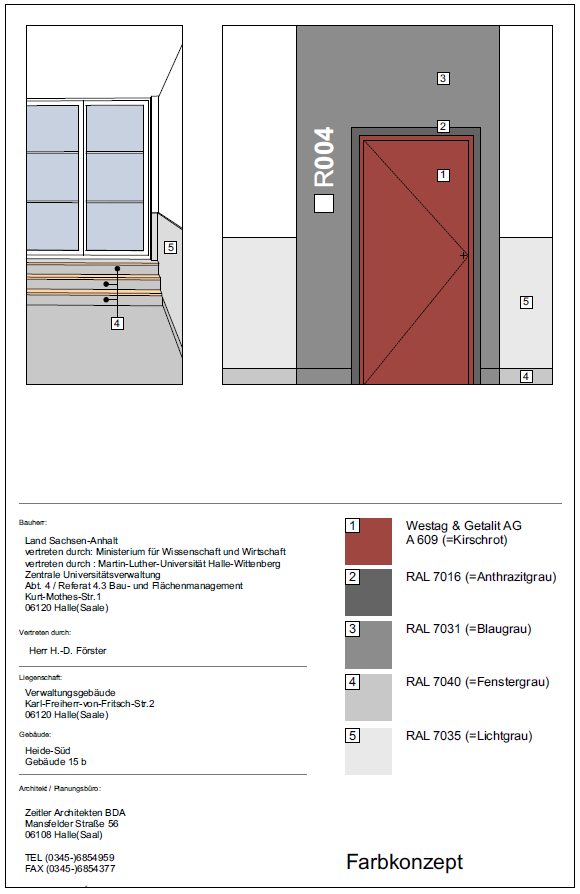 3
2
R004
1
5
5
4
4
Bauherr:
Land Sachsen-Anhalt
vertreten durch: Ministerium für Wissenschaft und Wirtschaft
vertreten durch : Martin-Luther-Universität Halle-Wittenberg
Zentrale Universitätsverwaltung
Abt. 4 / Referat 4.3 Bau- und Flächenmanagement
Kurt-Mothes-Str.1
06120 Halle(Saale)
Vertreten durch:
Herr H.-D. Förster
Liegenschaft:
Verwaltungsgebäude
Karl-Freiherr-von-Fritsch-Str.2
06120 Halle(Saale)
Gebäude:
Heide-Süd
Gebäude 15 b
Architekt / Planungsbüro:
Zeitler Architekten BDA
Mansfelder Straße 56
06108 Halle(Saal)
TEL (0345-)6854959
FAX (0345-)6854377
1 Westag & Getalit AG
A 609 (=Kirschrot)
2 RAL 7016 (=Anthrazitgrau)
3 RAL 7031 (=Blaugrau)
4 RAL 7040 (=Fenstergrau)
5 RAL 7035 (=Lichtgrau)
Farbkonzept